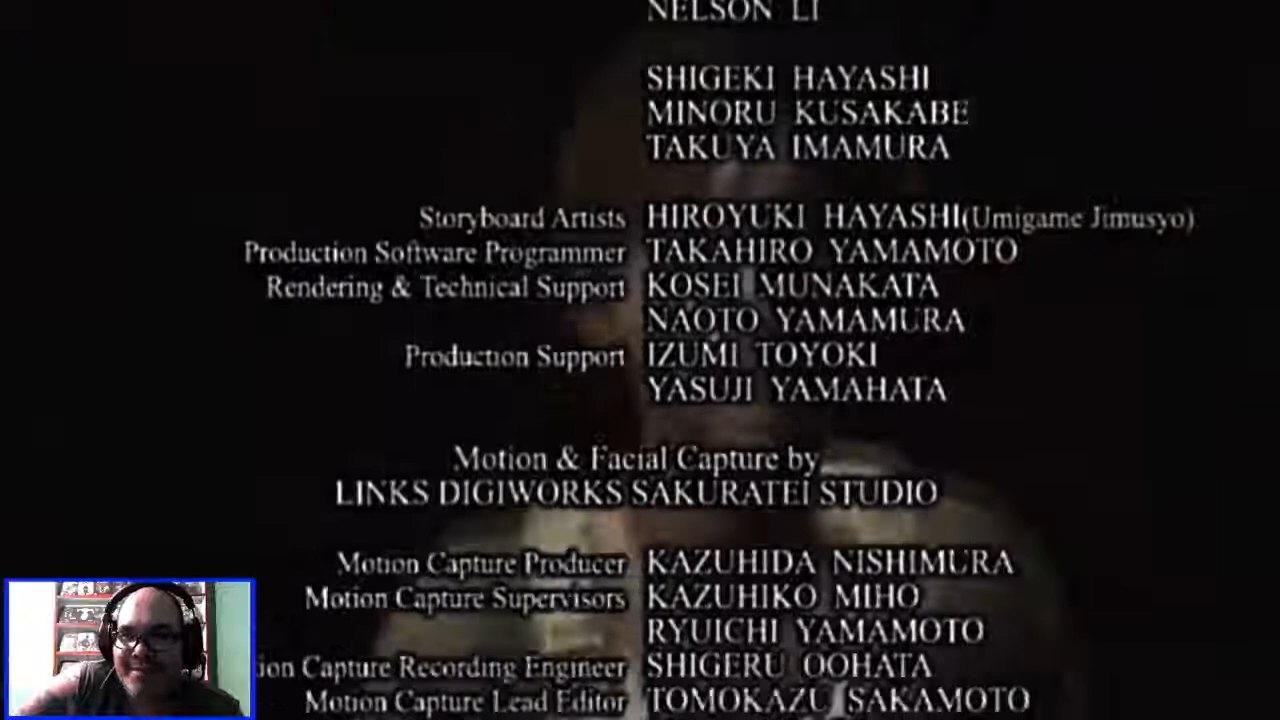 NELSON LI
SHIGEKI HAYASHI
MINORU KUSAKABE
TAKUYA IMAMURA
Storyboard Artists HIROYUKI HAYASHI(Umigame Jimusyo)
Production Software Programmer TAKAHIRO YAMAMOTO
Rendering & Technical Support KOSEI MUNAKATA
NAOTO YAMAMURA
Production Support IZUMI TOYOKI
YASUJI YAMAHATA
Motion & Facial Capture by
LINKS DIGIWORKS SAKURATEI STUDIO
Motion Capture Producer KAZUHIDA NISHIMURA
Motion Capture Supervisors KAZUHIKO MIHO
RYUICHI YAMAMOTO
ion Capture Recording Engineer SHIGERU OOHATA
Motion Capture Lead Editor TOMOKAZU SAKAMOTO